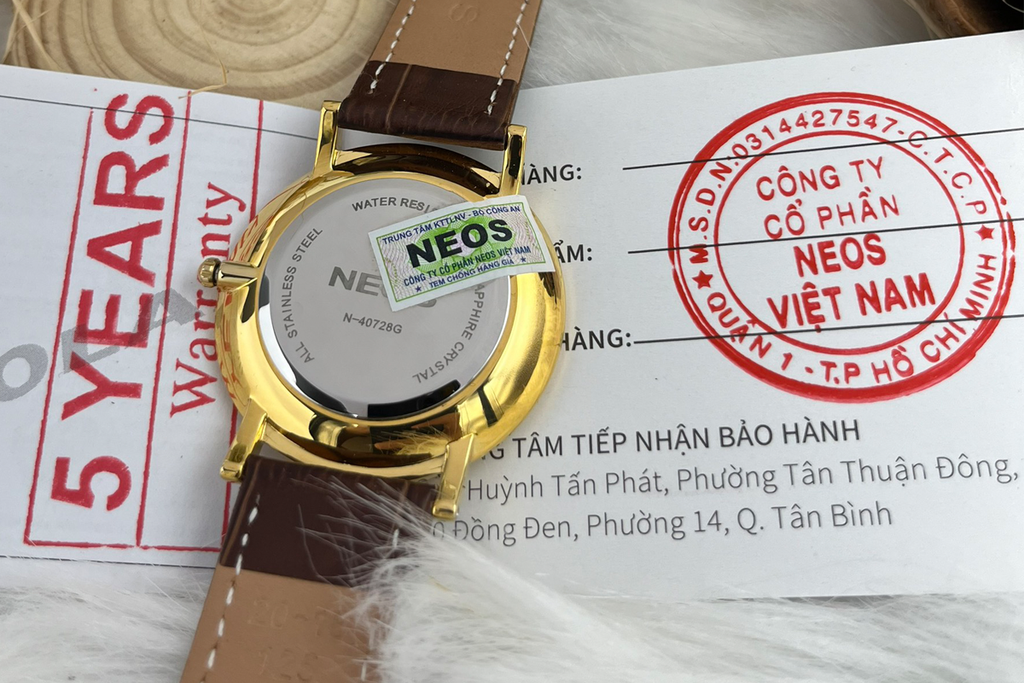 5 YEARS
Warranty
WATER RESI
ALL STAINLESS STEEL
NEOS
N-40728G
SAPPHIRE CRYSTAL
TRUNG TÂM KTTLNV - BỘ CÔNG AN
NEOS
CÔNG TY CỔ PHẦN NEOS VIỆT NAM
★ TEM CHỐNG HÀNG GIẢ ★
HÀNG:
ẨM:
HÀNG:
M.S.D.N:0314427547-C.T.C.P
CÔNG TY
CỔ PHẦN
NEOS
VIỆT NAM
★ QUẬN 1 - T.P HỒ CHÍ MINH ★
G TÂM TIẾP NHẬN BẢO HÀNH
Huỳnh Tấn Phát, Phường Tân Thuận Đông,
0 Đồng Đen, Phường 14, Q. Tân Bình